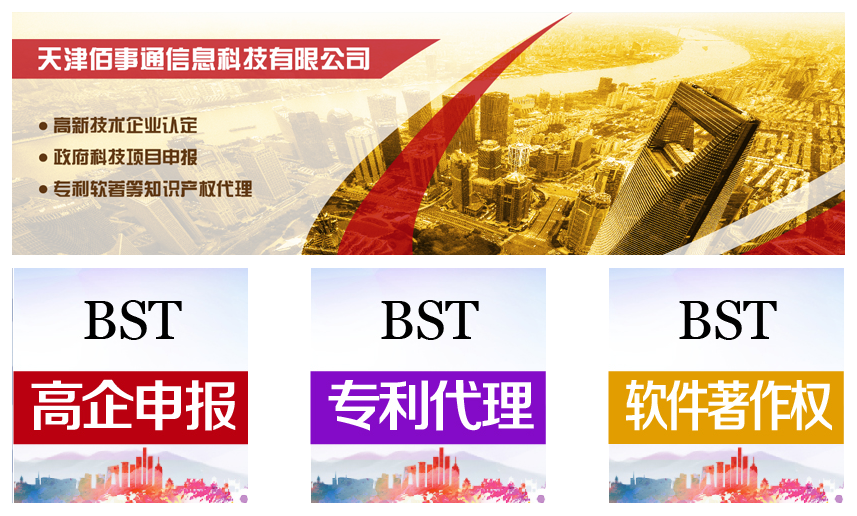 天津佰事通信息科技有限公司
● 高新技术企业认定
● 政府科技项目申报
● 专利软著等知识产权代理
BST
高企申报
BST
专利代理
BST
软件著作权